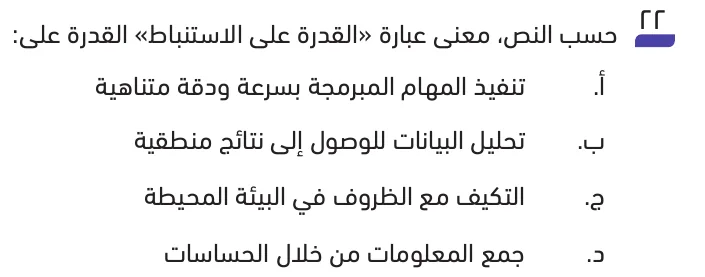 ٢٢ حسب النص، معنى عبارة «القدرة على الاستنباط» القدرة على:
أ. تنفيذ المهام المبرمجة بسرعة ودقة متناهية
ب. تحليل البيانات للوصول إلى نتائج منطقية
ج. التكيف مع الظروف في البيئة المحيطة
د. جمع المعلومات من خلال الحساسات